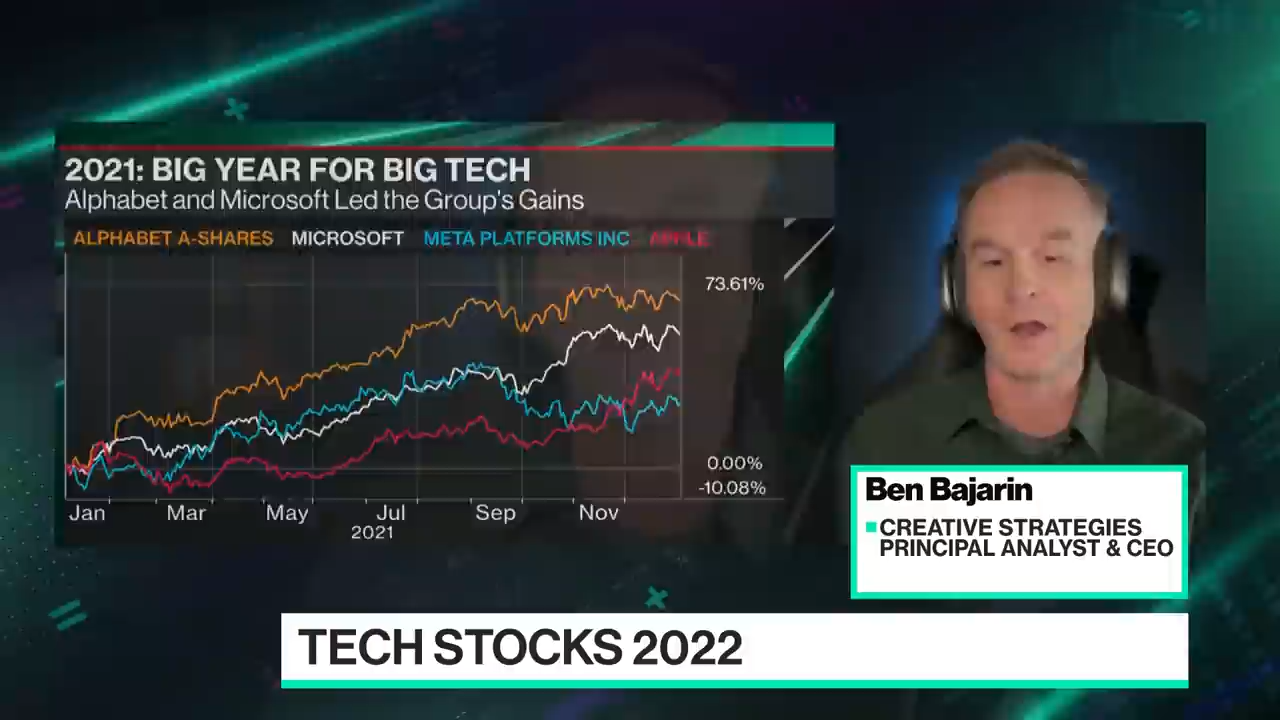 2021: BIG YEAR FOR BIG TECH
Alphabet and Microsoft Led the Group's Gains
ALPHABET A-SHARES MICROSOFT META PLATFORMS INC APPLE
73.61%
0.00%
-10.08%
Jan Mar May Jul Sep Nov
2021
Ben Bajarin
CREATIVE STRATEGIES
PRINCIPAL ANALYST & CEO
TECH STOCKS 2022